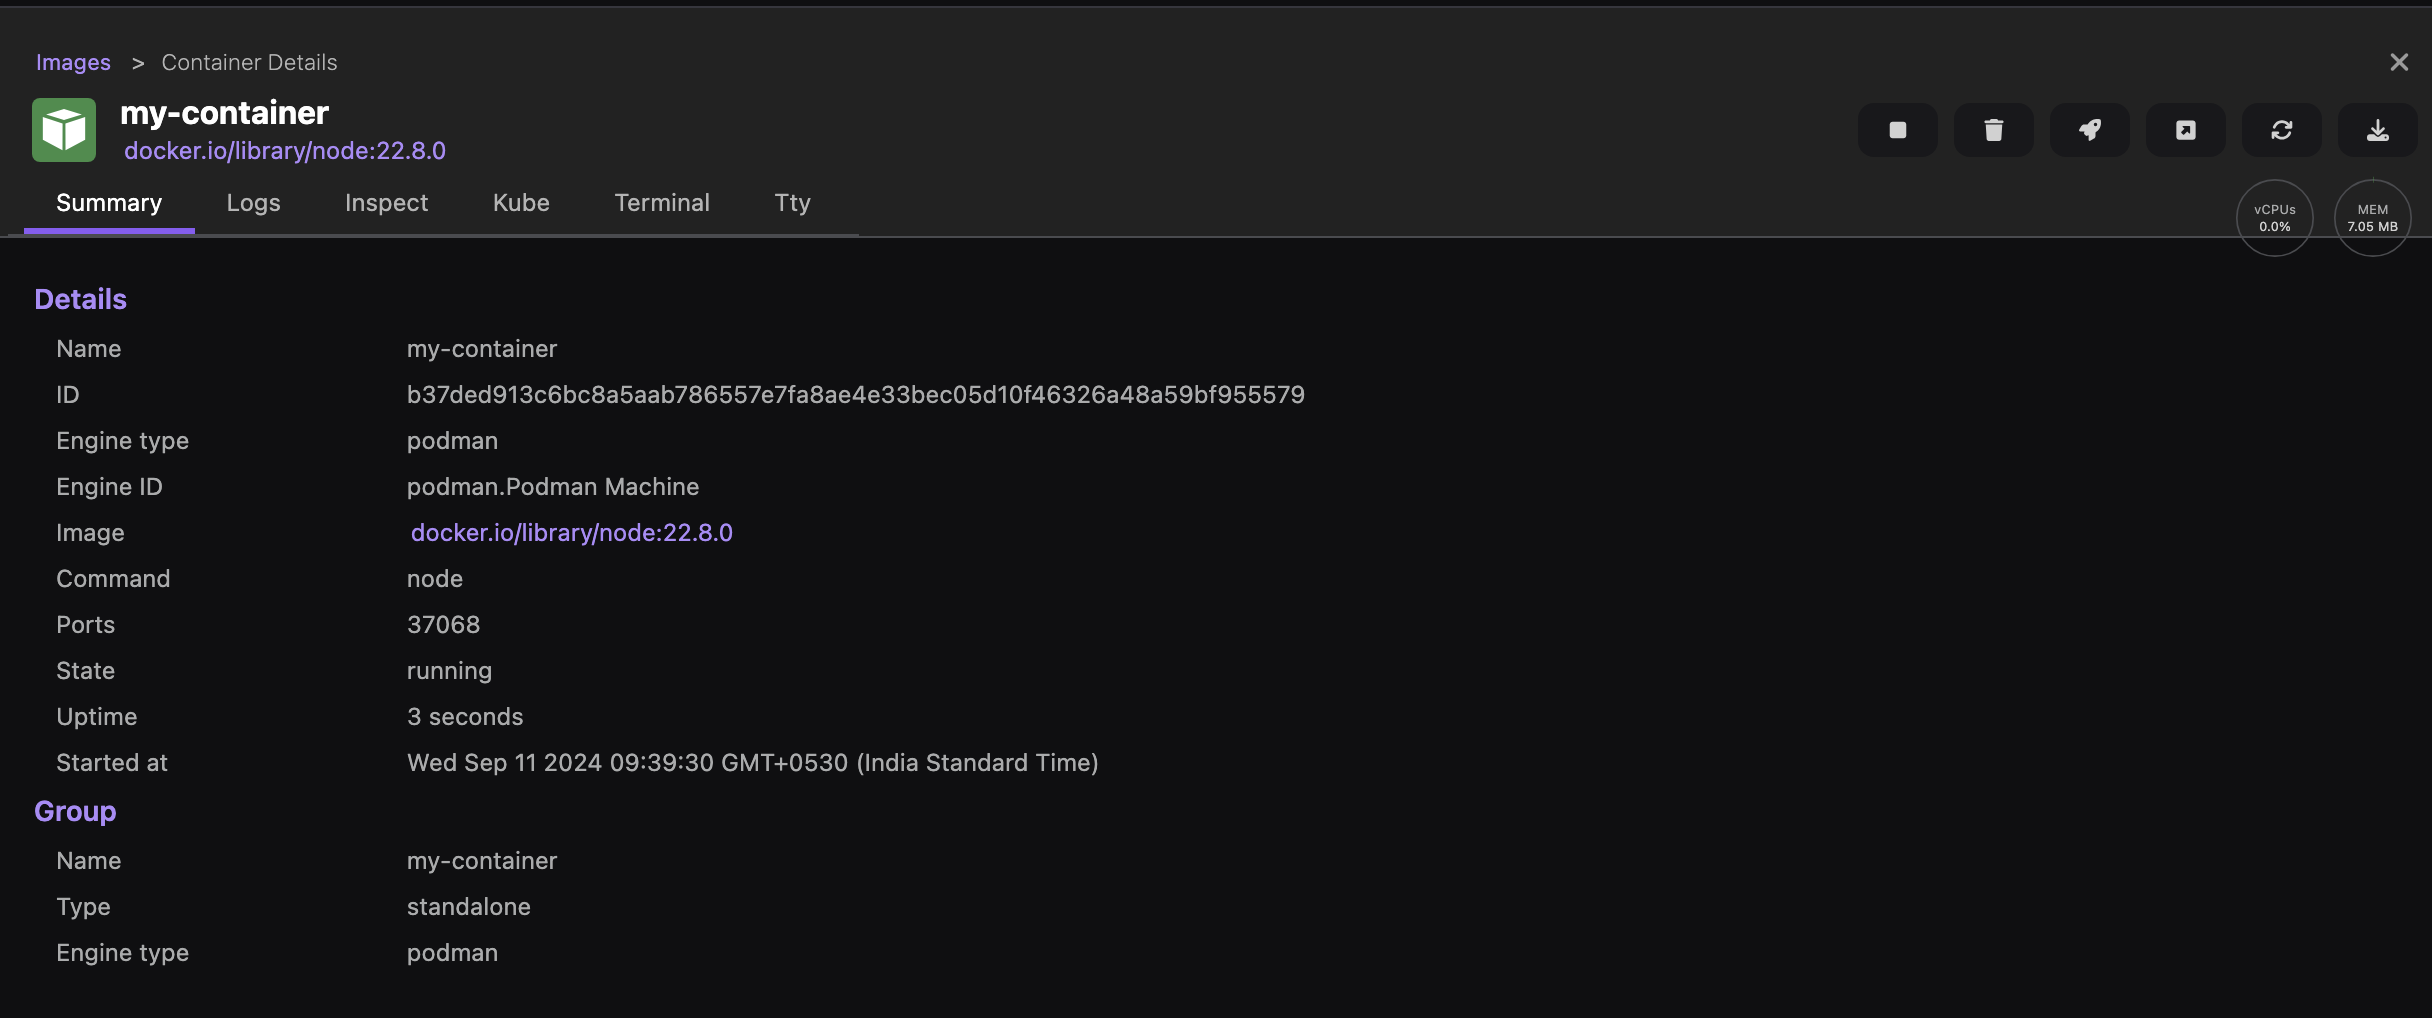 Images > Container Details
my-container
docker.io/library/node:22.8.0
Summary Logs Inspect Kube Terminal Tty
vCPUs
0.0%
MEM
7.05 MB
Details
Name my-container
ID b37ded913c6bc8a5aab786557e7fa8ae4e33bec05d10f46326a48a59bf955579
Engine type podman
Engine ID podman.Podman Machine
Image docker.io/library/node:22.8.0
Command node
Ports 37068
State running
Uptime 3 seconds
Started at Wed Sep 11 2024 09:39:30 GMT+0530 (India Standard Time)
Group
Name my-container
Type standalone
Engine type podman